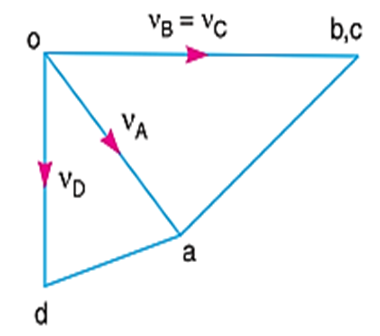 o
v_B = v_C
b,c
v_A
v_D
a
d